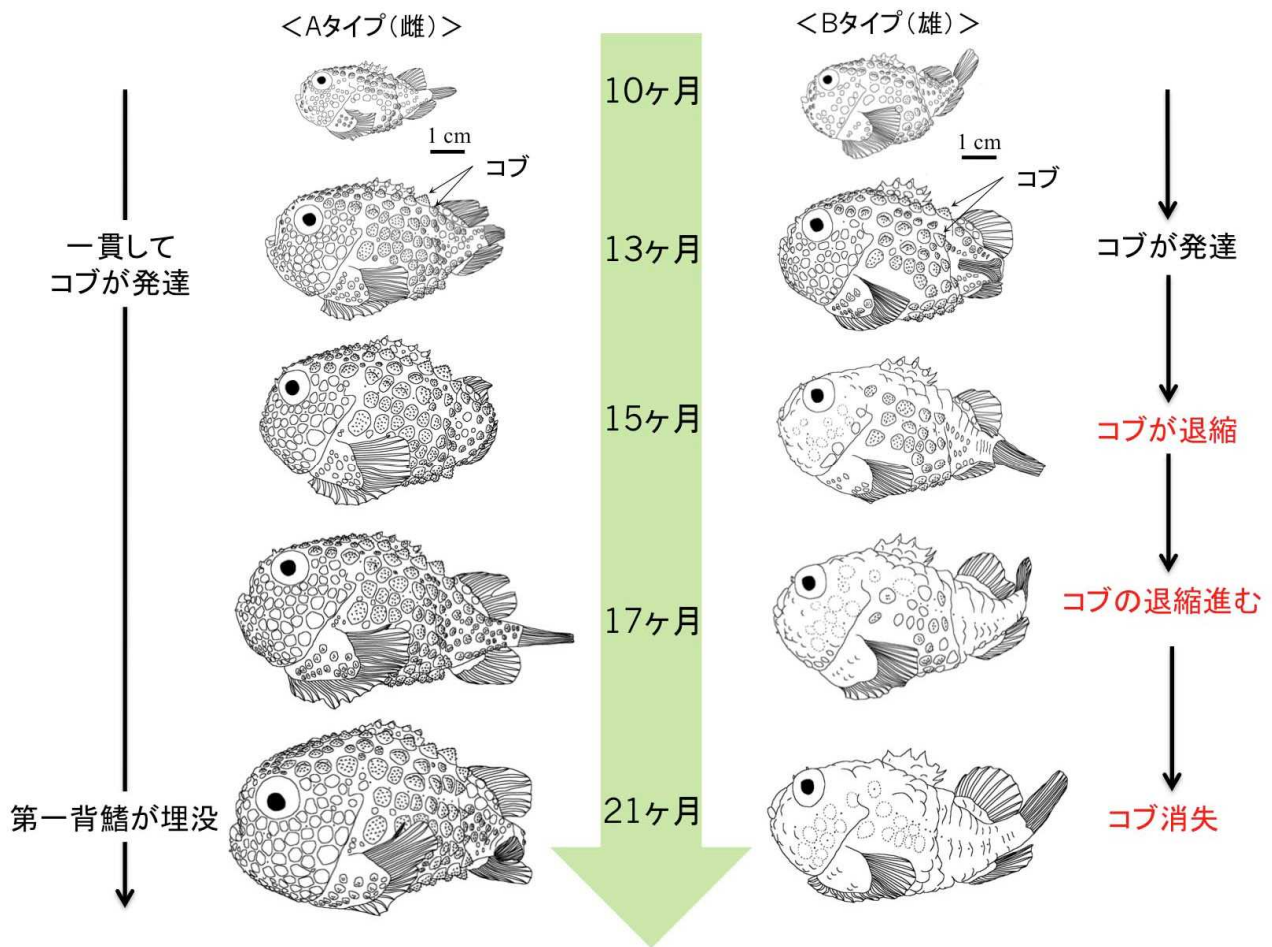 ＜Aタイプ（雌）＞
＜Bタイプ（雄）＞
10ヶ月
1 cm
1 cm
コブ
コブ
13ヶ月
一貫して
コブが発達
コブが発達
15ヶ月
コブが退縮
17ヶ月
コブの退縮進む
21ヶ月
第一背鰭が埋没
コブ消失